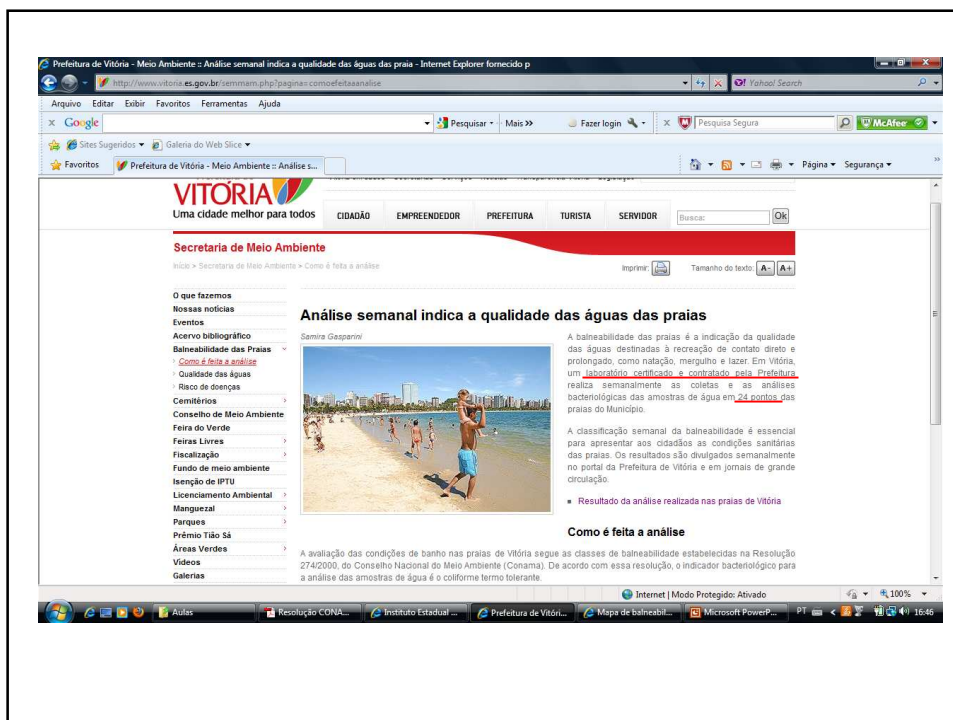 Prefeitura de Vitória - Meio Ambiente :: Análise semanal indica a qualidade das águas das praia - Internet Explorer fornecido p
http://www.vitoria.es.gov.br/semmam.php?pagina=comoefeitaaanalise
Yahoo! Search
Arquivo Editar Exibir Favoritos Ferramentas Ajuda
x Google Pesquisar Mais >> Fazer login x Pesquisa Segura McAfee
Sites Sugeridos Galeria do Web Slice
Favoritos Prefeitura de Vitória - Meio Ambiente :: Análise s... Página Segurança »
VITÓRIA
Uma cidade melhor para todos
CIDADÃO EMPREENDEDOR PREFEITURA TURISTA SERVIDOR Busca: Ok
Secretaria de Meio Ambiente
Início > Secretaria de Meio Ambiente > Como é feita a análise Imprimir: Tamanho do texto: A- A+
O que fazemos
Nossas notícias
Eventos
Acervo bibliográfico
Balneabilidade das Praias
Como é feita a análise
Qualidade das águas
Risco de doenças
Cemitérios
Conselho de Meio Ambiente
Feira do Verde
Feiras Livres
Fiscalização
Fundo de meio ambiente
Isenção de IPTU
Licenciamento Ambiental
Manguezal
Parques
Prêmio Tião Sá
Áreas Verdes
Vídeos
Galerias
Análise semanal indica a qualidade das águas das praias
Samira Gasparini
A balneabilidade das praias é a indicação da qualidade
das águas destinadas à recreação de contato direto e
prolongado, como natação, mergulho e lazer. Em Vitória,
um laboratório certificado e contratado pela Prefeitura
realiza semanalmente as coletas e as análises
bacteriológicas das amostras de água em 24 pontos das
praias do Município.
A classificação semanal da balneabilidade é essencial
para apresentar aos cidadãos as condições sanitárias
das praias. Os resultados são divulgados semanalmente
no portal da Prefeitura de Vitória e em jornais de grande
circulação.
Resultado da análise realizada nas praias de Vitória
Como é feita a análise
A avaliação das condições de banho nas praias de Vitória segue as classes de balneabilidade estabelecidas na Resolução
274/2000, do Conselho Nacional do Meio Ambiente (Conama). De acordo com essa resolução, o indicador bacteriológico para
a análise das amostras de água é o coliforme termo tolerante.
Internet | Modo Protegido: Ativado 100%
Aulas Resolução CONA... Instituto Estadual ... Prefeitura de Vitóri... Mapa de balneabil... Microsoft PowerP... PT 16:46